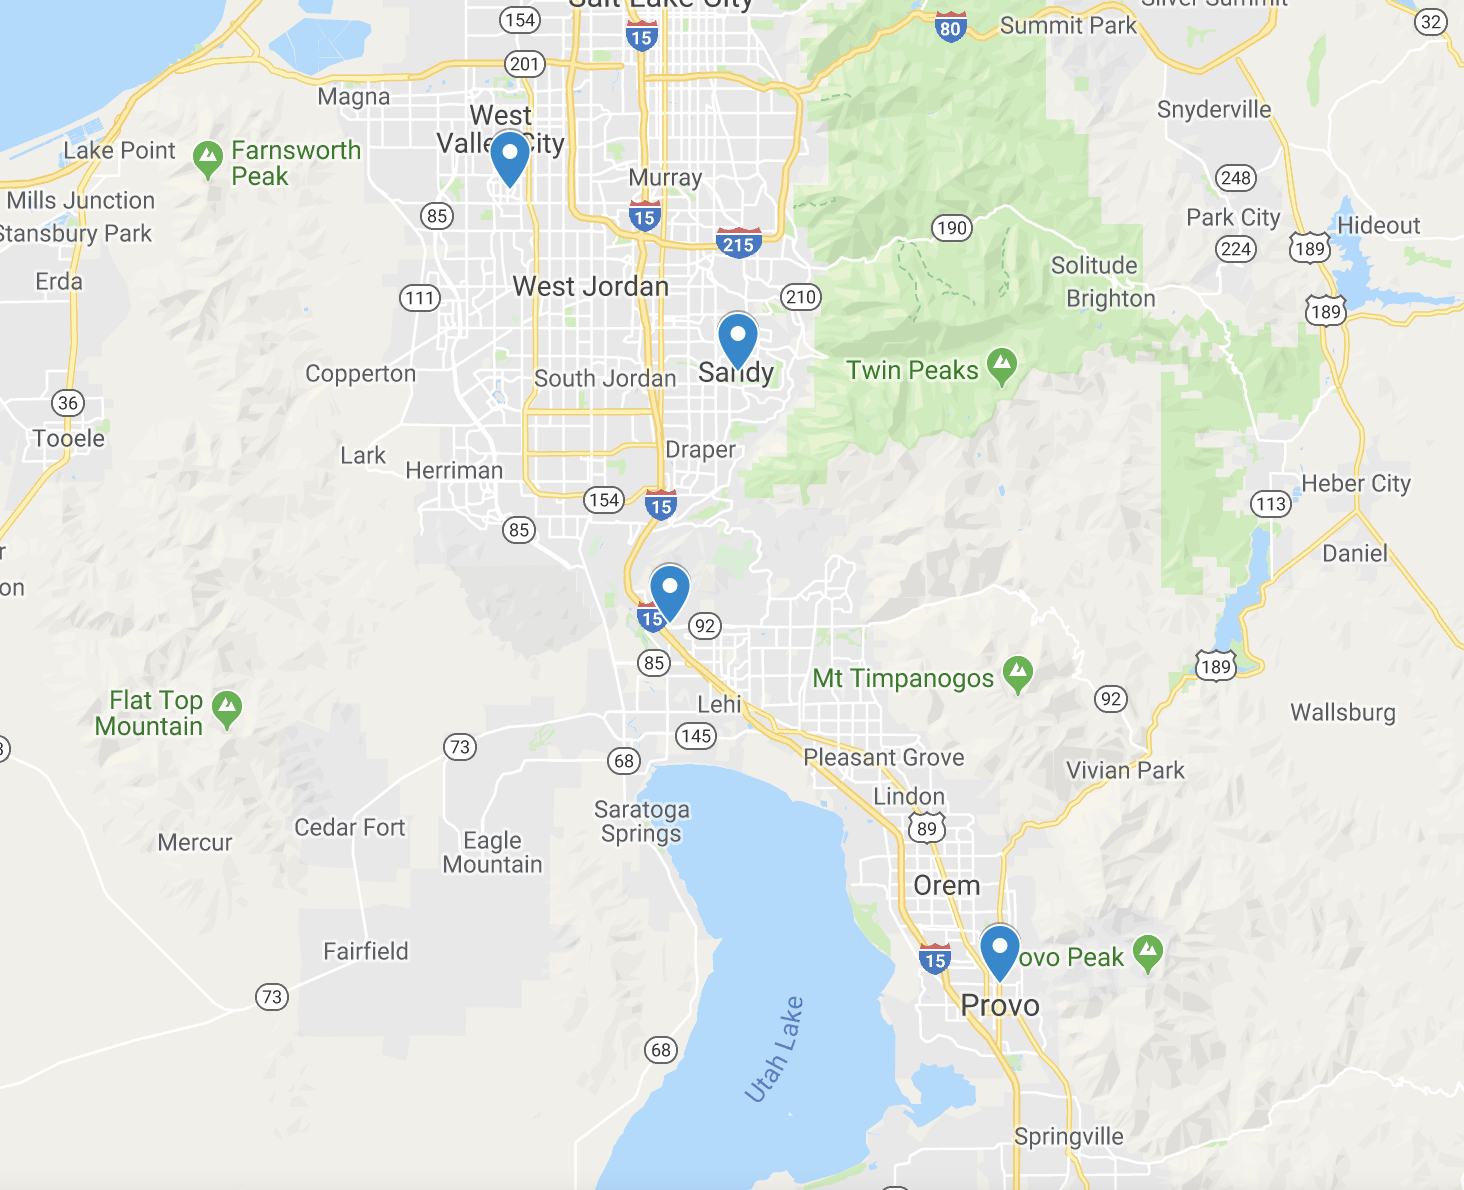 Salt Lake City
154
15
80
Summit Park
Silver Summit
32
201
Magna
West
Valley City
Snyderville
Lake Point
Farnsworth
Peak
Murray
248
Mills Junction
85
15
Park City
Hideout
Stansbury Park
190
215
224
189
Erda
West Jordan
Solitude
111
210
Brighton
189
Copperton
South Jordan
Sandy
Twin Peaks
36
Tooele
Lark
Herriman
Draper
Heber City
154
15
113
85
Daniel
on
15
92
85
Mt Timpanogos
189
Flat Top
Mountain
Lehi
92
Wallsburg
145
73
68
Pleasant Grove
Vivian Park
Lindon
Saratoga
Springs
Cedar Fort
89
Mercur
Eagle
Mountain
Orem
Fairfield
15
ovo Peak
73
Provo
68
Utah Lake
Springville